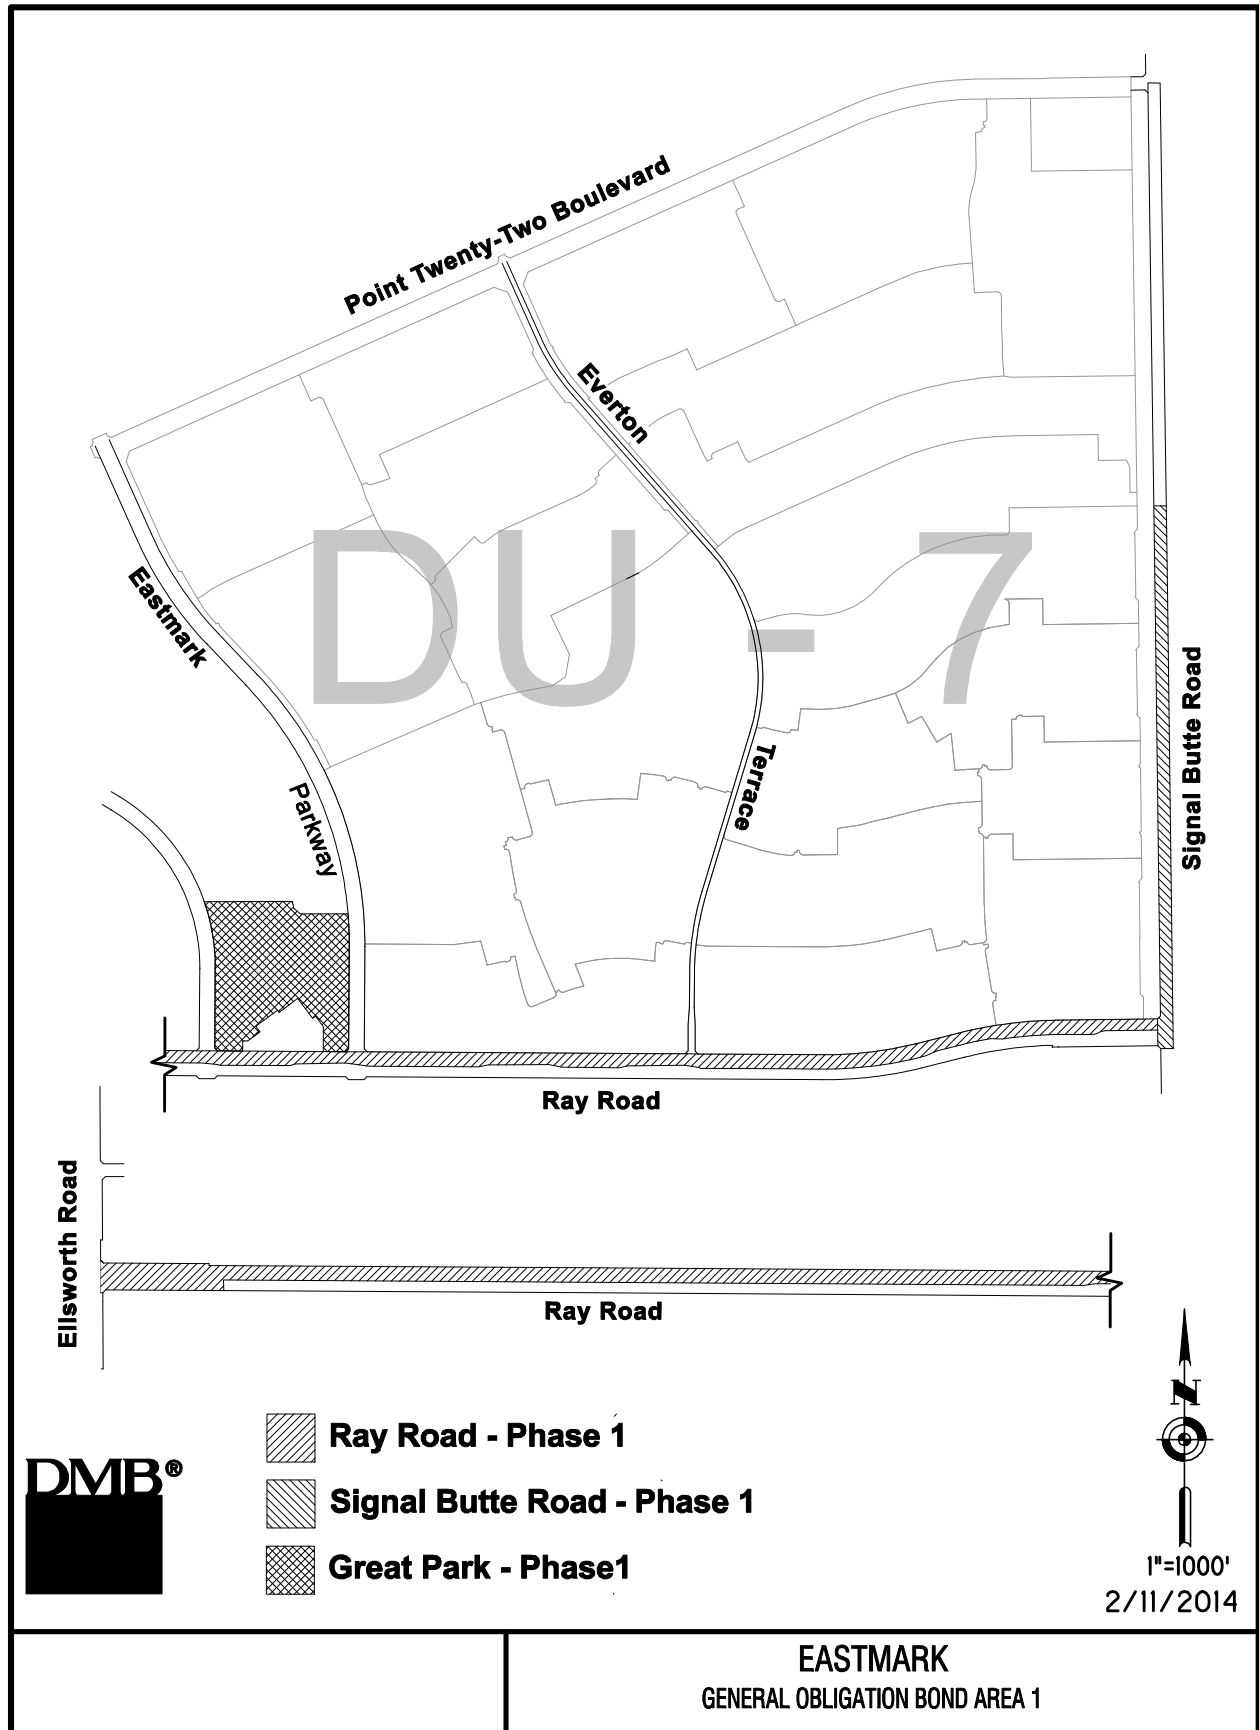 Point Twenty-Two Boulevard
Everton
Terrace
Eastmark
Parkway
DU - 7
Signal Butte Road
Ray Road
Ellsworth Road
Ray Road
Ray Road - Phase 1
Signal Butte Road - Phase 1
Great Park - Phase1
DMB®
N
1"=1000'
2/11/2014
EASTMARK
GENERAL OBLIGATION BOND AREA 1